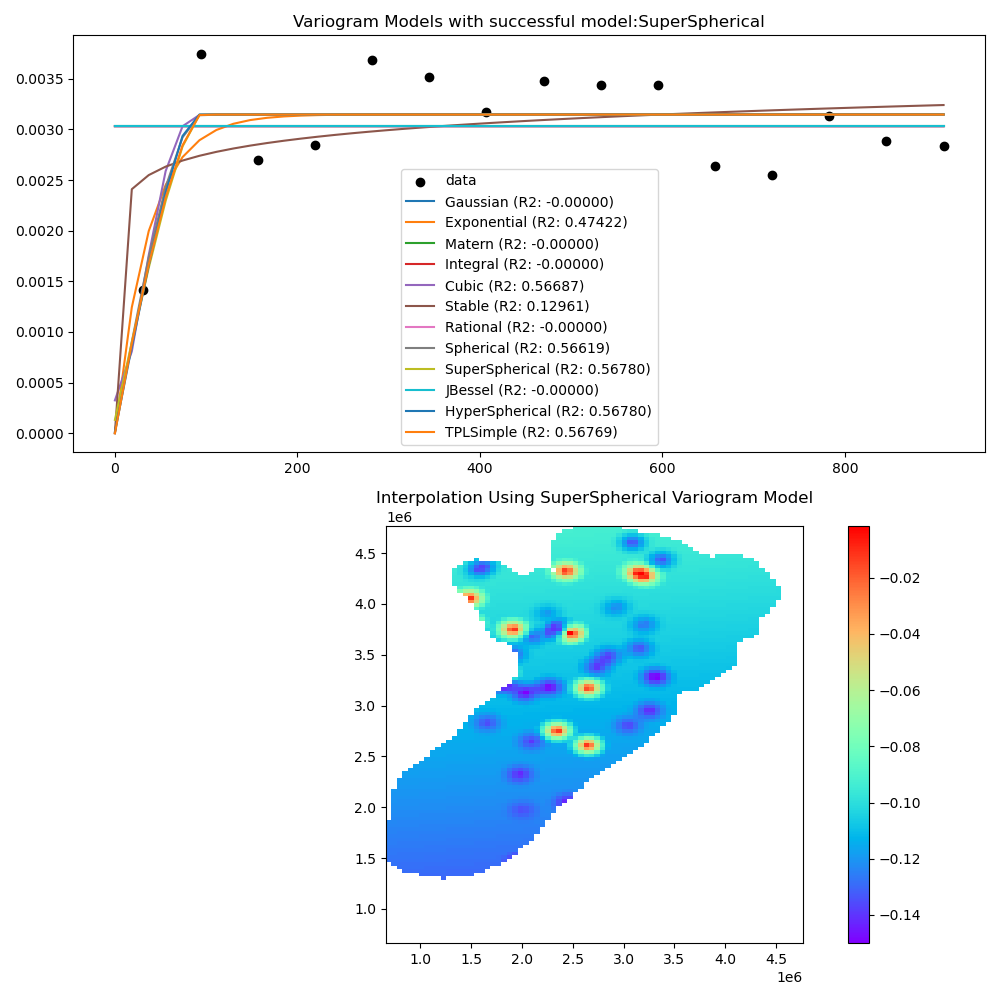 Variogram Models with successful model:SuperSpherical
0.0035
0.0030
0.0025
0.0020
0.0015
0.0010
0.0005
0.0000
0 200 400 600 800
data
Gaussian (R2: -0.00000)
Exponential (R2: 0.47422)
Matern (R2: -0.00000)
Integral (R2: -0.00000)
Cubic (R2: 0.56687)
Stable (R2: 0.12961)
Rational (R2: -0.00000)
Spherical (R2: 0.56619)
SuperSpherical (R2: 0.56780)
JBessel (R2: -0.00000)
HyperSpherical (R2: 0.56780)
TPLSimple (R2: 0.56769)
Interpolation Using SuperSpherical Variogram Model
1e6
4.5
4.0
3.5
3.0
2.5
2.0
1.5
1.0
1.0 1.5 2.0 2.5 3.0 3.5 4.0 4.5
1e6
−0.02
−0.04
−0.06
−0.08
−0.10
−0.12
−0.14